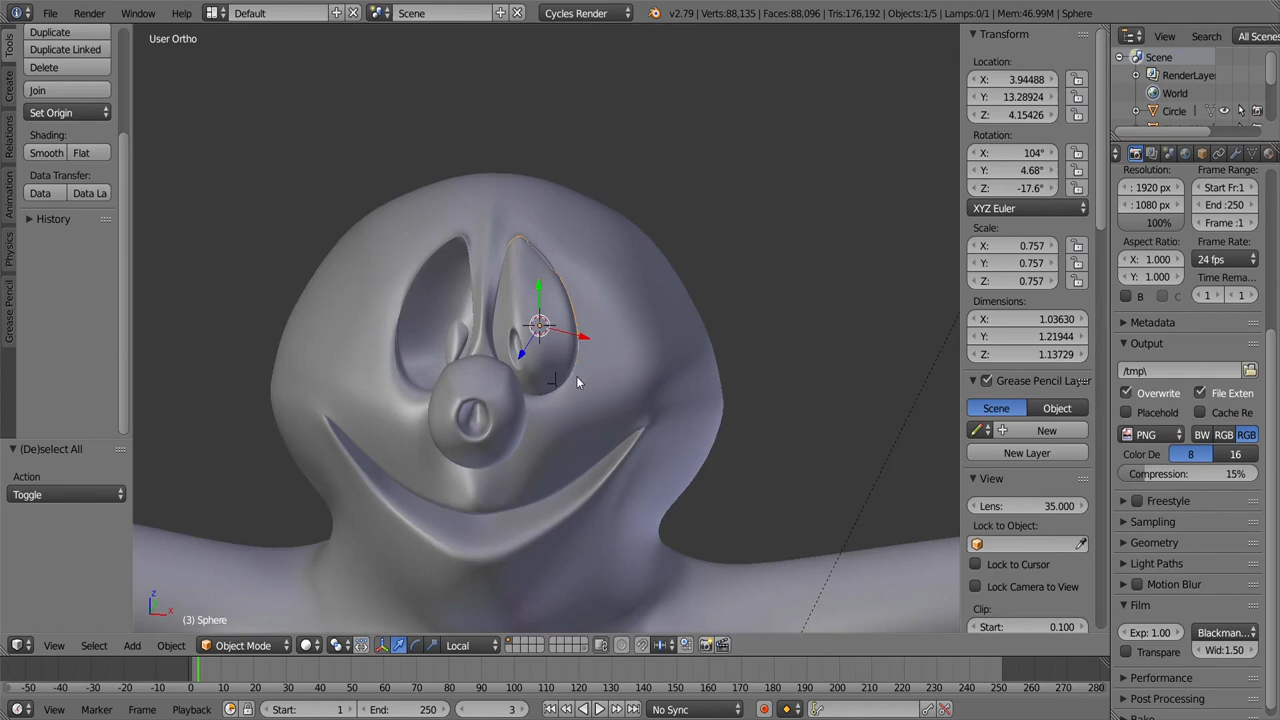 File Render Window Help Default Scene Cycles Render v2.79 | Verts:88,135 | Faces:88,096 | Tris:176,192 | Objects:1/5 | Lamps:0/1 | Mem:46.99M | Sphere
Tools
Create
Relations
Animation
Physics
Grease Pencil
Duplicate
Duplicate Linked
Delete
Join
Set Origin
Shading:
Smooth Flat
Data Transfer:
Data Data La
History
(De)select All
Action
Toggle
User Ortho
z
x
(3) Sphere
Transform
Location:
X: 3.94488
Y: 13.28924
Z: 4.15426
Rotation:
X: 104°
Y: 4.68°
Z: -17.6°
XYZ Euler
Scale:
X: 0.757
Y: 0.757
Z: 0.757
Dimensions:
X: 1.03630
Y: 1.21944
Z: 1.13729
Grease Pencil Layer
Scene Object
New
New Layer
View
Lens: 35.000
Lock to Object:
Lock to Cursor
Lock Camera to View
Clip:
Start: 0.100
View Search All Scenes
Scene
RenderLaye
World
Circle
Resolution: Frame Range:
: 1920 px Start Fr:1
: 1080 px End :250
100% Frame :1
Aspect Ratio: Frame Rate:
X: 1.000 24 fps
Y: 1.000 Time Rema
B C 1 1
Metadata
Output
/tmp\
Overwrite File Exten
Placehold Cache Re
PNG BW RGB RGB
Color De 8 16
Compression: 15%
Freestyle
Sampling
Geometry
Light Paths
Motion Blur
Film
Exp: 1.00 Blackman...
Transpare Wid:1.50
Performance
Post Processing
View Select Add Object Object Mode Local
-50 -40 -30 -20 -10 0 10 20 30 40 50 60 70 80 90 100 110 120 130 140 150 160 170 180 190 200 210 220 230 240 250 260 270 280
View Marker Frame Playback Start: 1 End: 250 3 No Sync